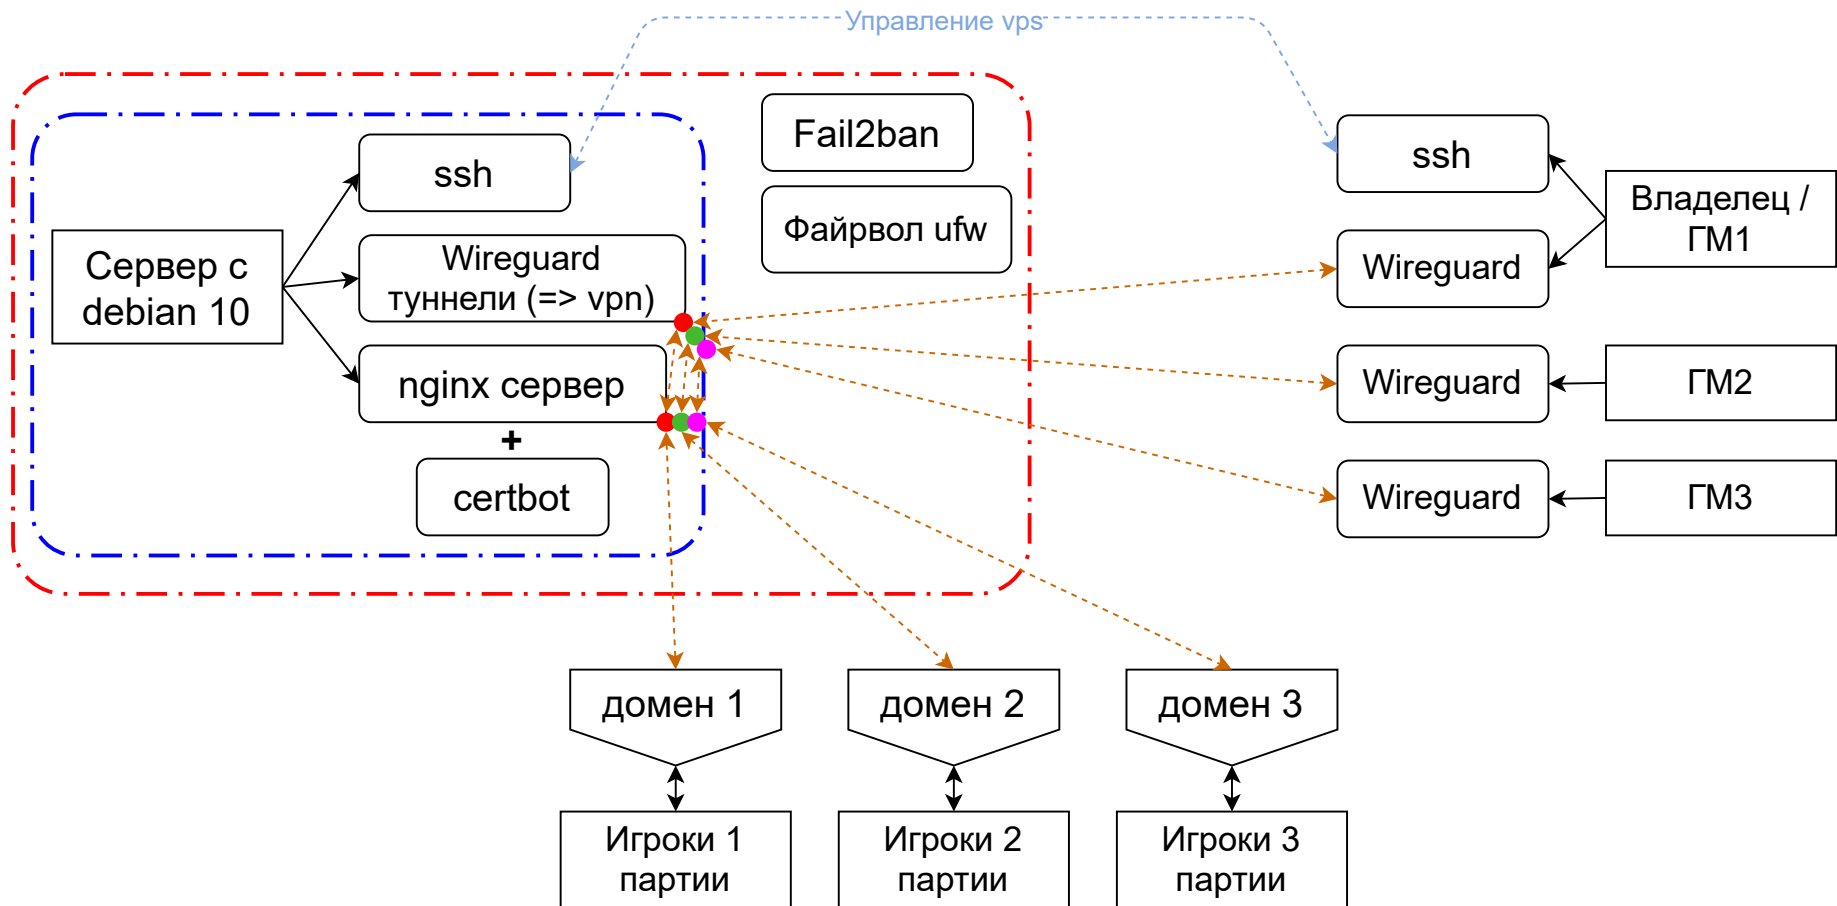 Управление vps
Fail2ban
Файрвол ufw
ssh
Сервер с
debian 10
Wireguard
туннели (=> vpn)
nginx сервер
+
certbot
ssh
Владелец /
ГМ1
Wireguard
Wireguard
ГМ2
Wireguard
ГМ3
домен 1
домен 2
домен 3
Игроки 1
партии
Игроки 2
партии
Игроки 3
партии